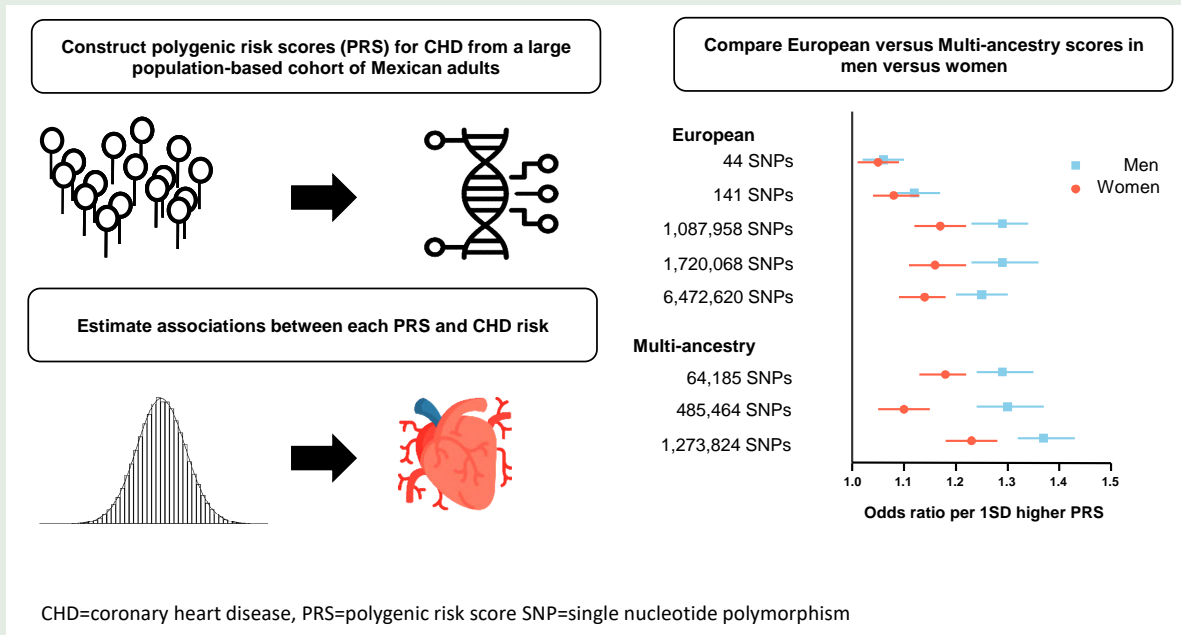 Construct polygenic risk scores (PRS) for CHD from a large
population-based cohort of Mexican adults
Estimate associations between each PRS and CHD risk
Compare European versus Multi-ancestry scores in
men versus women
European
44 SNPs
141 SNPs
1,087,958 SNPs
1,720,068 SNPs
6,472,620 SNPs
Multi-ancestry
64,185 SNPs
485,464 SNPs
1,273,824 SNPs
Men
Women
1.0 1.1 1.2 1.3 1.4 1.5
Odds ratio per 1SD higher PRS
CHD=coronary heart disease, PRS=polygenic risk score SNP=single nucleotide polymorphism